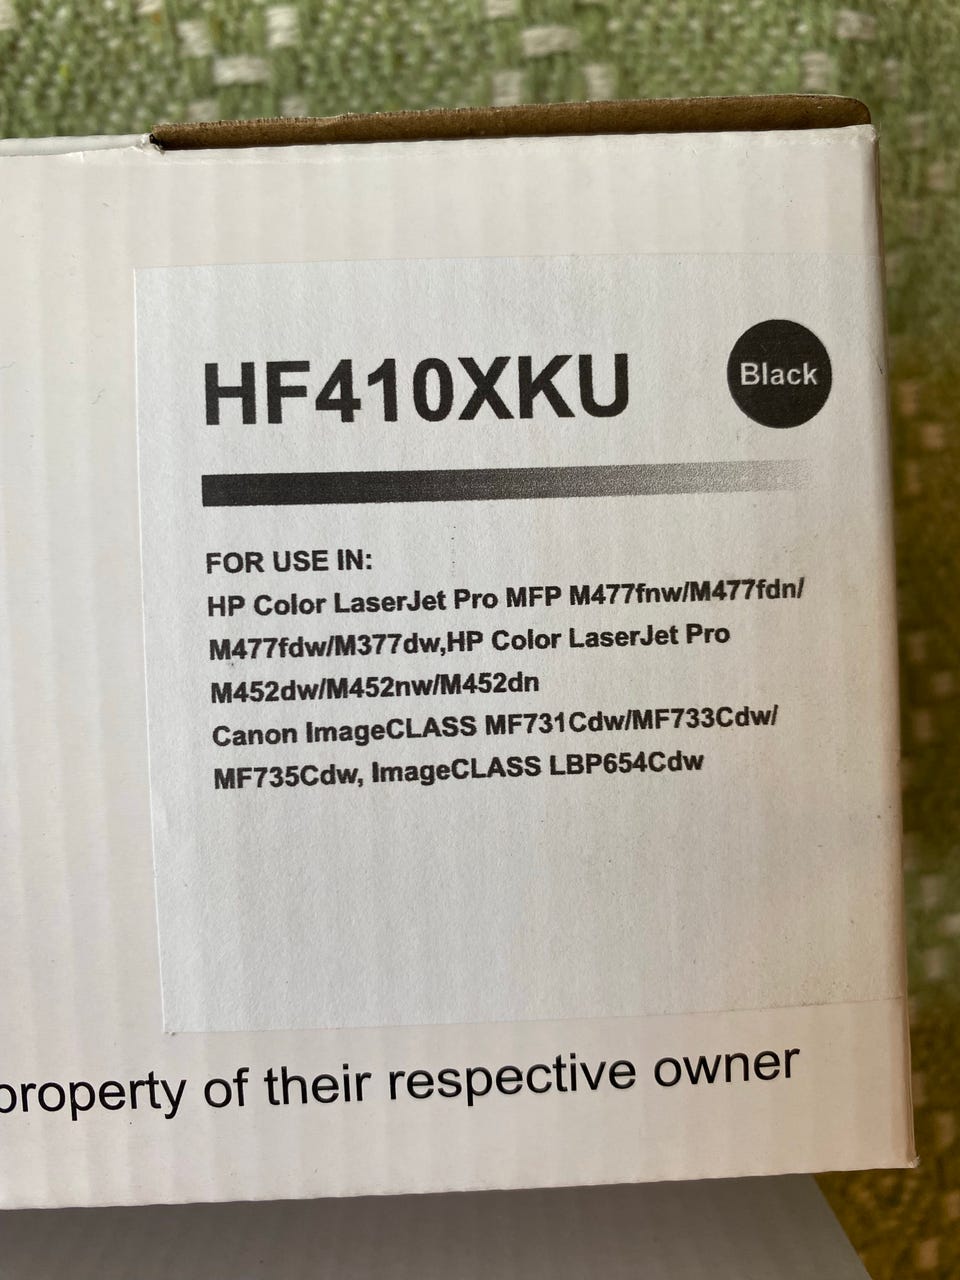 HF410XKU
Black
FOR USE IN:
HP Color LaserJet Pro MFP M477fnw/M477fdn/
M477fdw/M377dw,HP Color LaserJet Pro
M452dw/M452nw/M452dn
Canon ImageCLASS MF731Cdw/MF733Cdw/
MF735Cdw, ImageCLASS LBP654Cdw
property of their respective owner